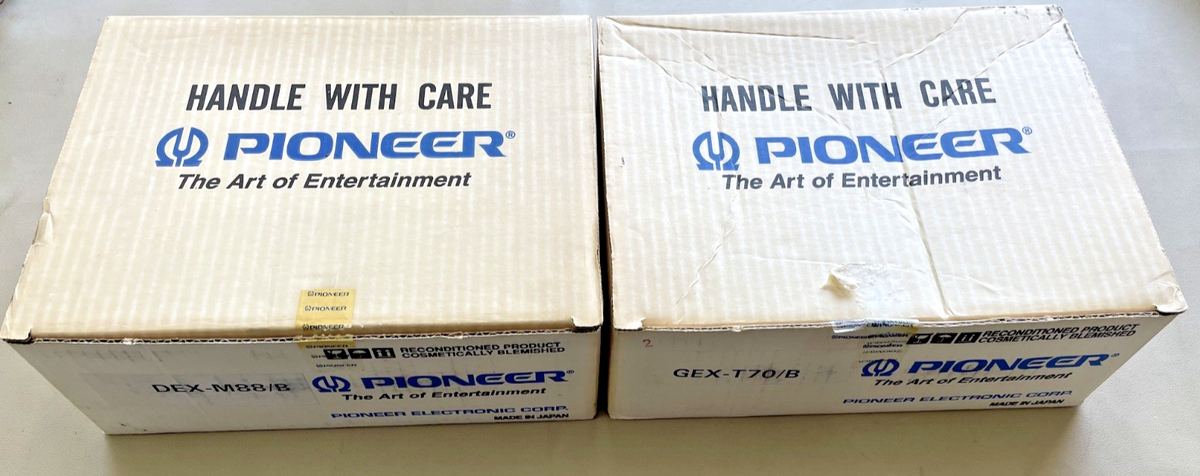 HANDLE WITH CARE
PIONEER®
The Art of Entertainment
PIONEER
PIONEER
PIONEER
PIONEER
PIONEER
RECONDITIONED PRODUCT
COSMETICALLY BLEMISHED
DEX-M88/B
PIONEER®
The Art of Entertainment
PIONEER ELECTRONIC CORP.
MADE IN JAPAN
HANDLE WITH CARE
PIONEER®
The Art of Entertainment
2
RECONDITIONED PRODUCT
COSMETICALLY BLEMISHED
GEX-T70/B
PIONEER®
The Art of Entertainment
PIONEER ELECTRONIC CORP.
MADE IN JAPAN